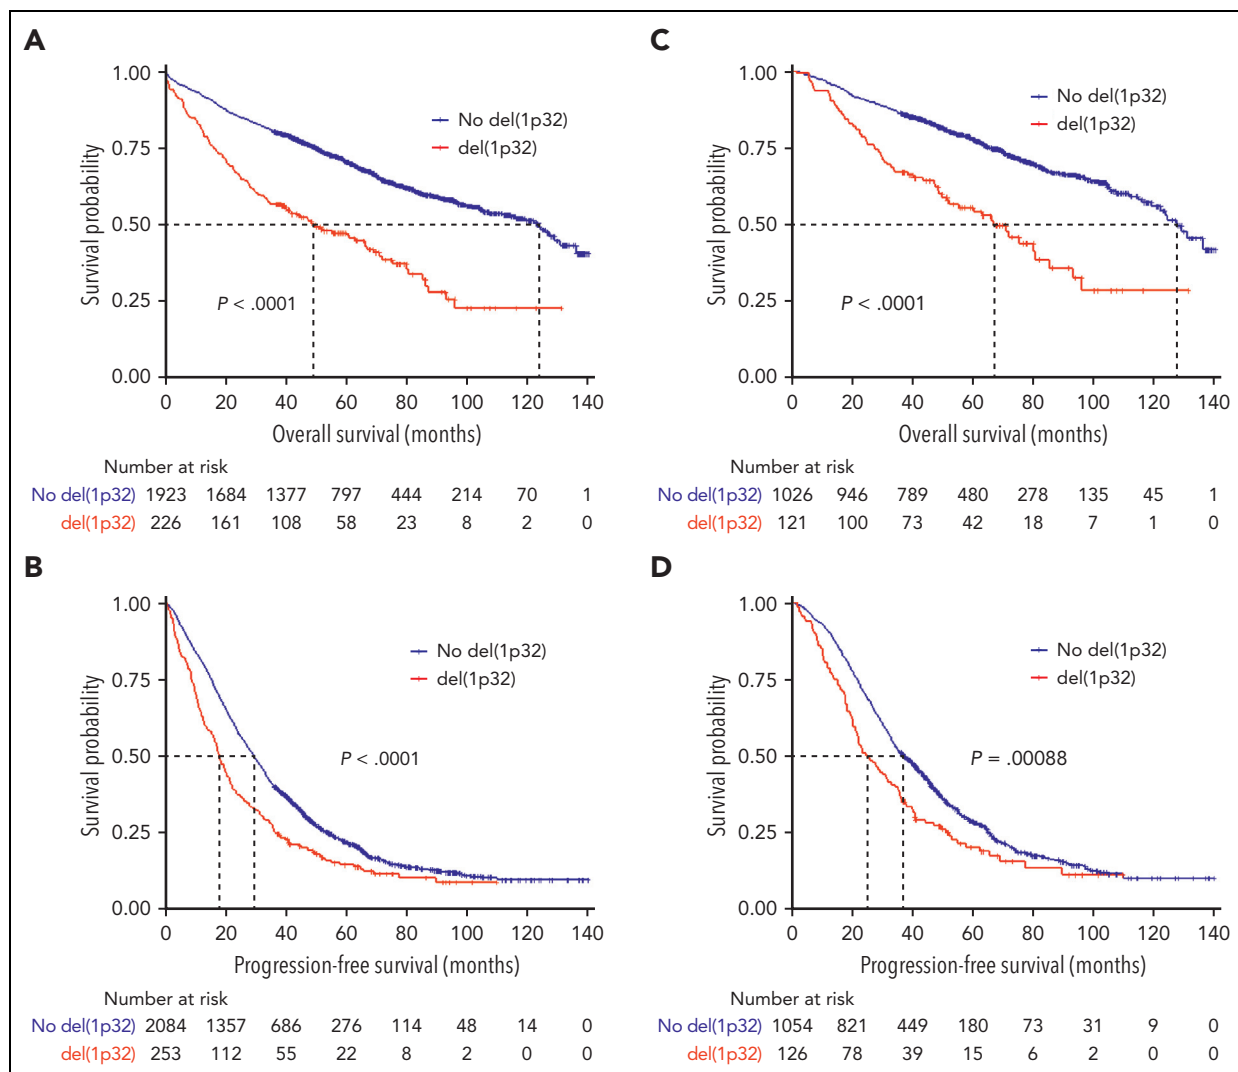 A
1.00
0.75
0.50
0.25
0.00
Survival probability
No del(1p32)
del(1p32)
P < .0001
0 20 40 60 80 100 120 140
Overall survival (months)
Number at risk
No del(1p32) 1923 1684 1377 797 444 214 70 1
del(1p32) 226 161 108 58 23 8 2 0
B
1.00
0.75
0.50
0.25
0.00
Survival probability
No del(1p32)
del(1p32)
P < .0001
0 20 40 60 80 100 120 140
Progression-free survival (months)
Number at risk
No del(1p32) 2084 1357 686 276 114 48 14 0
del(1p32) 253 112 55 22 8 2 0 0
C
1.00
0.75
0.50
0.25
0.00
Survival probability
No del(1p32)
del(1p32)
P < .0001
0 20 40 60 80 100 120 140
Overall survival (months)
Number at risk
No del(1p32) 1026 946 789 480 278 135 45 1
del(1p32) 121 100 73 42 18 7 1 0
D
1.00
0.75
0.50
0.25
0.00
Survival probability
No del(1p32)
del(1p32)
P = .00088
0 20 40 60 80 100 120 140
Progression-free survival (months)
Number at risk
No del(1p32) 1054 821 449 180 73 31 9 0
del(1p32) 126 78 39 15 6 2 0 0